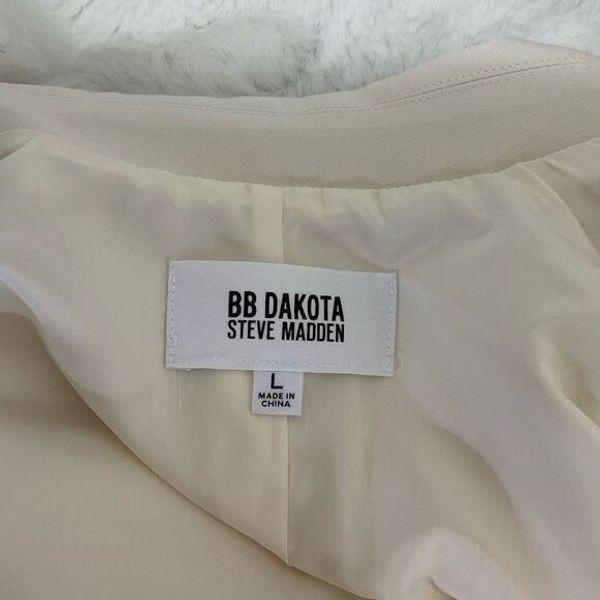 BB DAKOTA
STEVE MADDEN
L
MADE IN
CHINA